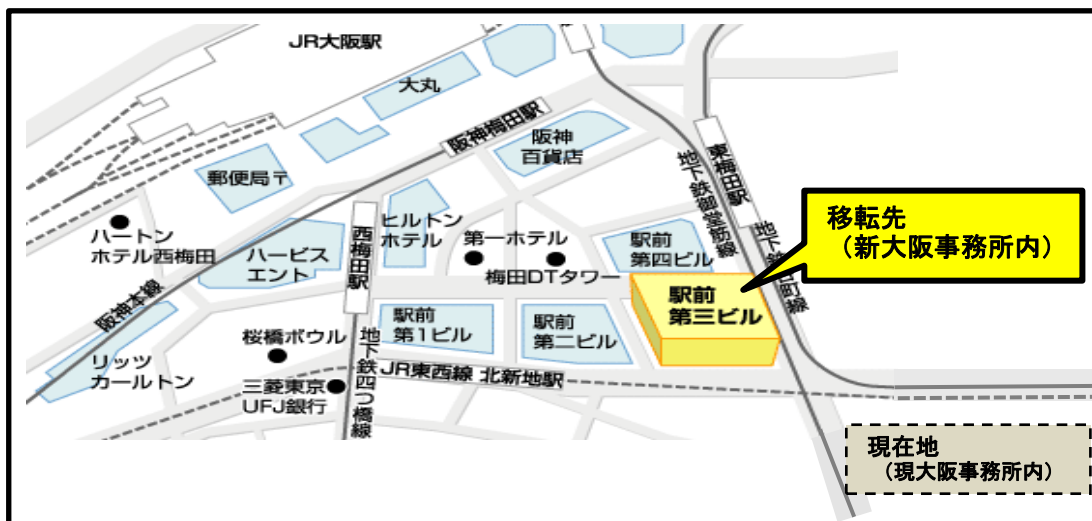 JR大阪駅
大丸
阪神梅田駅
阪神
百貨店
郵便局〒
地下鉄御堂筋線
東梅田駅
ハートン
ホテル西梅田
ハービス
エント
西梅田駅
ヒルトン
ホテル
第一ホテル
梅田DTタワー
駅前
第四ビル
移転先
（新大阪事務所内）
阪神本線
駅前
第三ビル
リッツ
カールトン
桜橋ボウル
三菱東京
UFJ銀行
地下鉄四つ橋線
駅前
第1ビル
駅前
第二ビル
JR東西線 北新地駅
現在地
（現大阪事務所内）